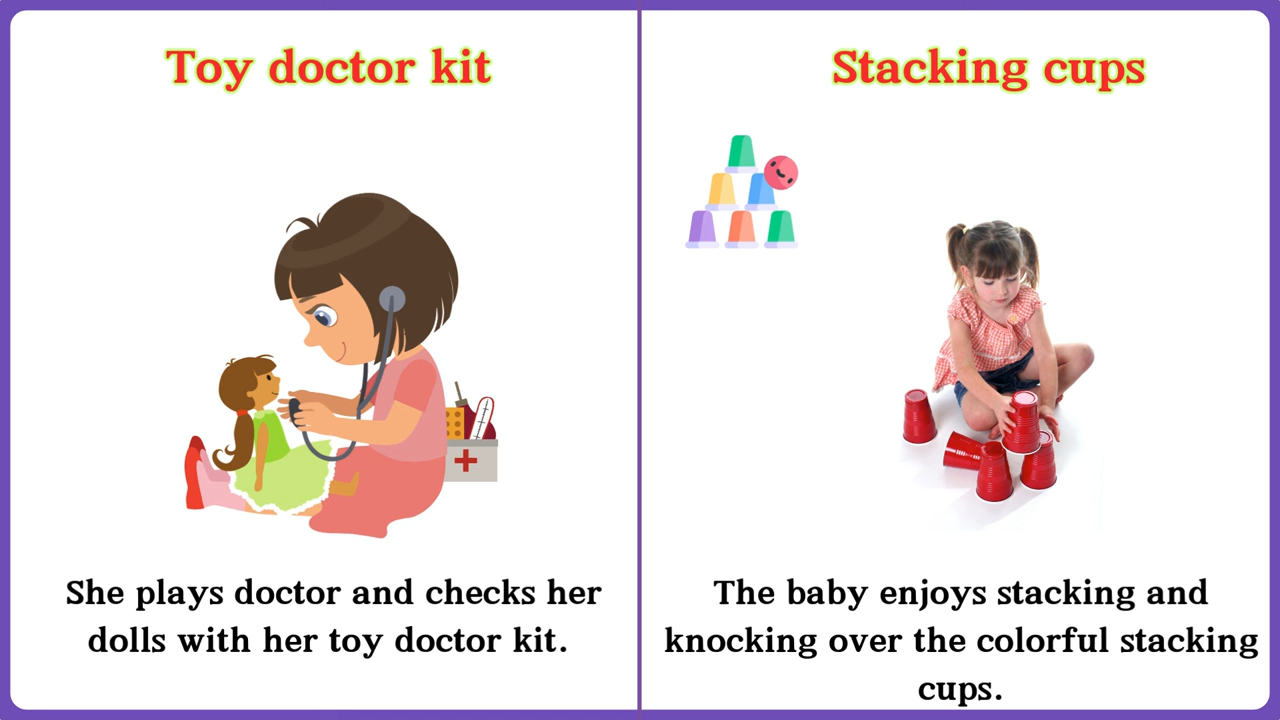 Toy doctor kit
She plays doctor and checks her
dolls with her toy doctor kit.
Stacking cups
The baby enjoys stacking and
knocking over the colorful stacking
cups.